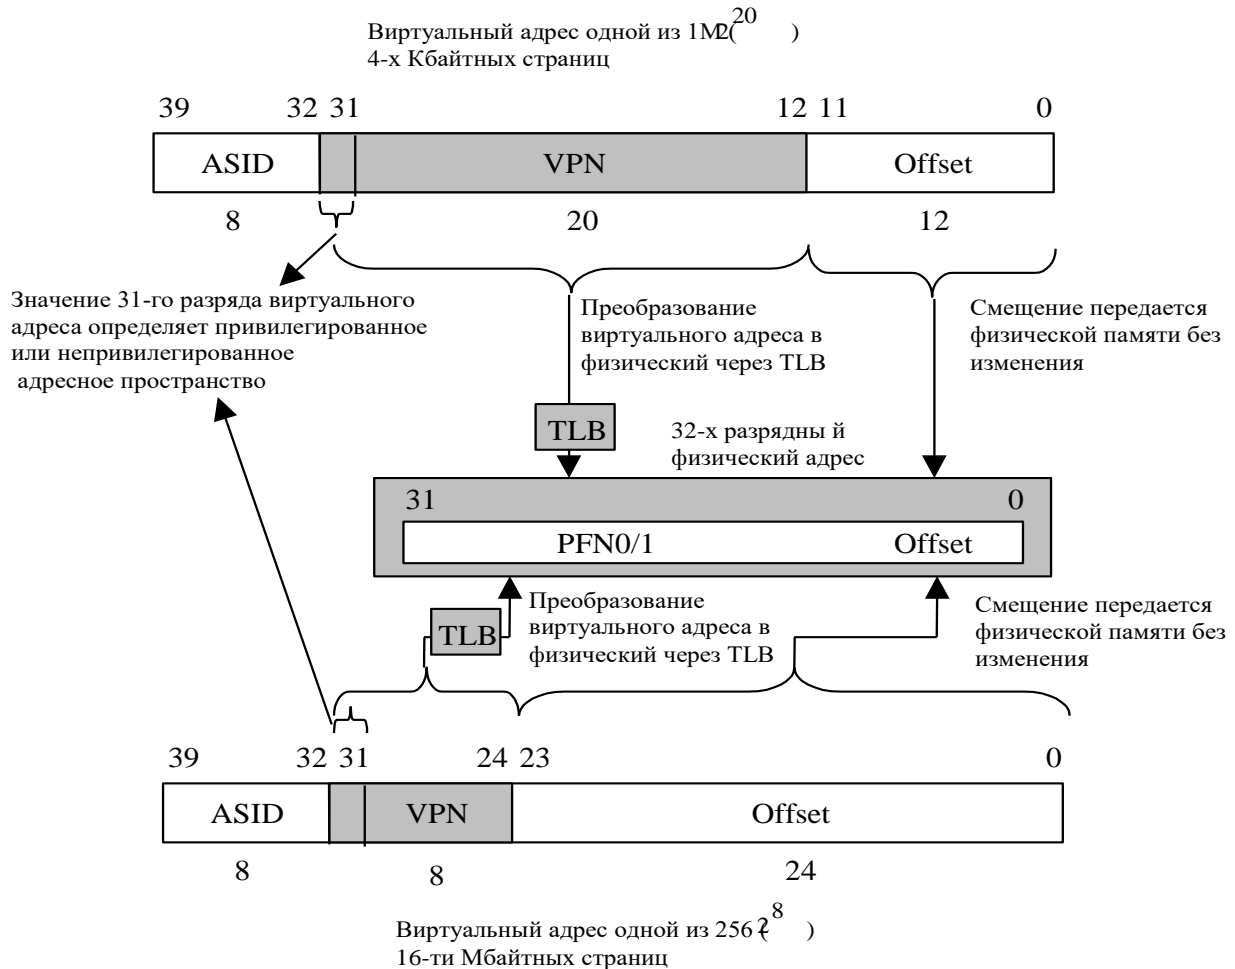 Виртуальный адрес одной из 1М(2^20)
4-х Кбайтных страниц
39 32 31 12 11 0
ASID VPN Offset
8 20 12
Значение 31-го разряда виртуального
адреса определяет привилегированное
или непривилегированное
адресное пространство
Преобразование
виртуального адреса в
физический через TLB
Смещение передается
физической памяти без
изменения
TLB
32-х разрядны й
физический адрес
31 0
PFN0/1 Offset
TLB
Преобразование
виртуального адреса в
физический через TLB
Смещение передается
физической памяти без
изменения
39 32 31 24 23 0
ASID VPN Offset
8 8 24
Виртуальный адрес одной из 256 (2^8)
16-ти Мбайтных страниц